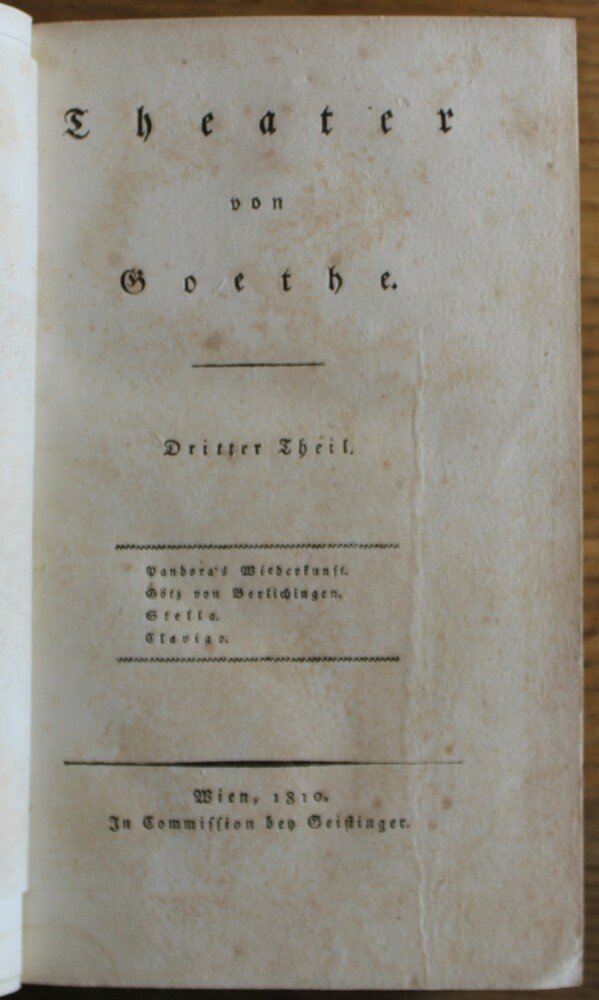 Theater
von
Goethe.
Dritter Theil.
Pandora's Wiederkunft.
Götz von Berlichingen.
Stella.
Clavigo.
Wien, 1810.
In Commission bey Geistinger.